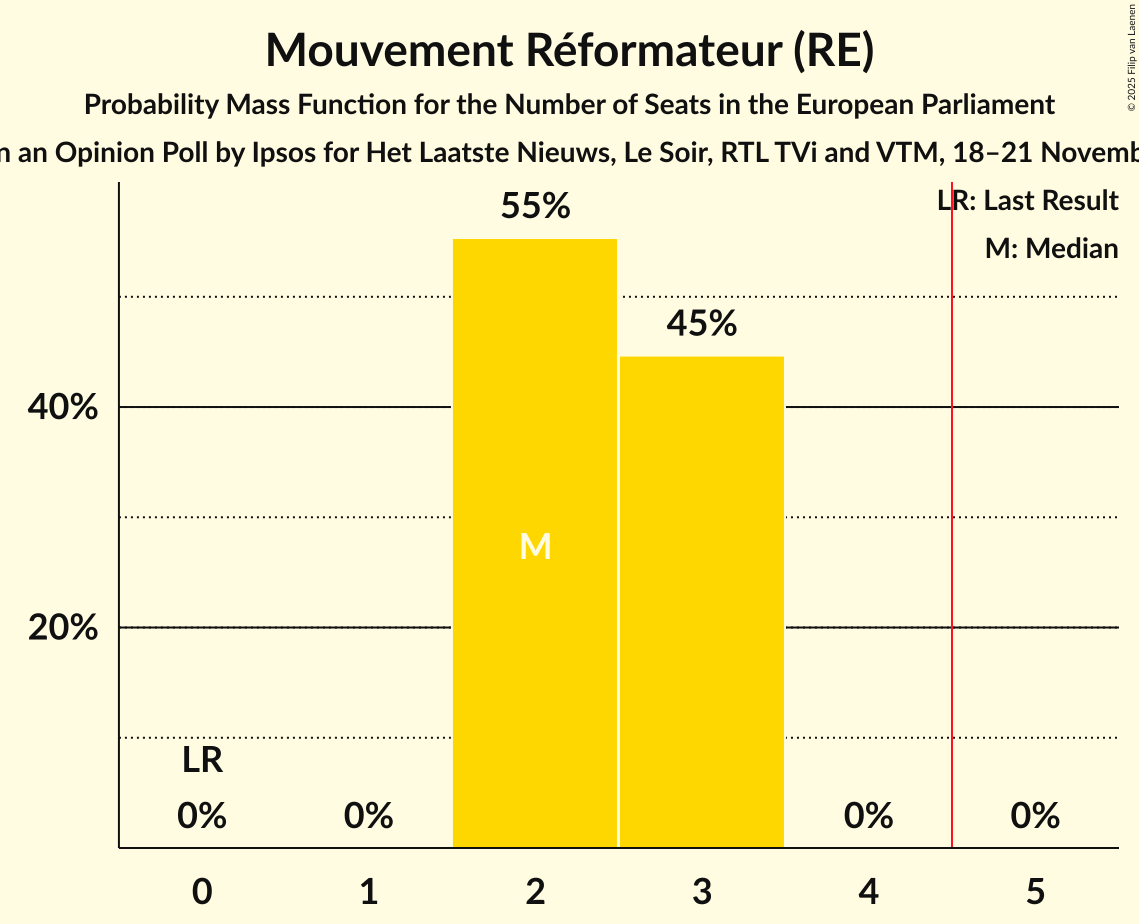 Mouvement Réformateur (RE)
Probability Mass Function for the Number of Seats in the European Parliament
an Opinion Poll by Ipsos for Het Laatste Nieuws, Le Soir, RTL TVi and VTM, 18–21
© 2025 Filip van Laenen
LR: Last Result
M: Median
55%
45%
40%
M
20%
LR
0% 0% 0% 0%
0 1 2 3 4 5